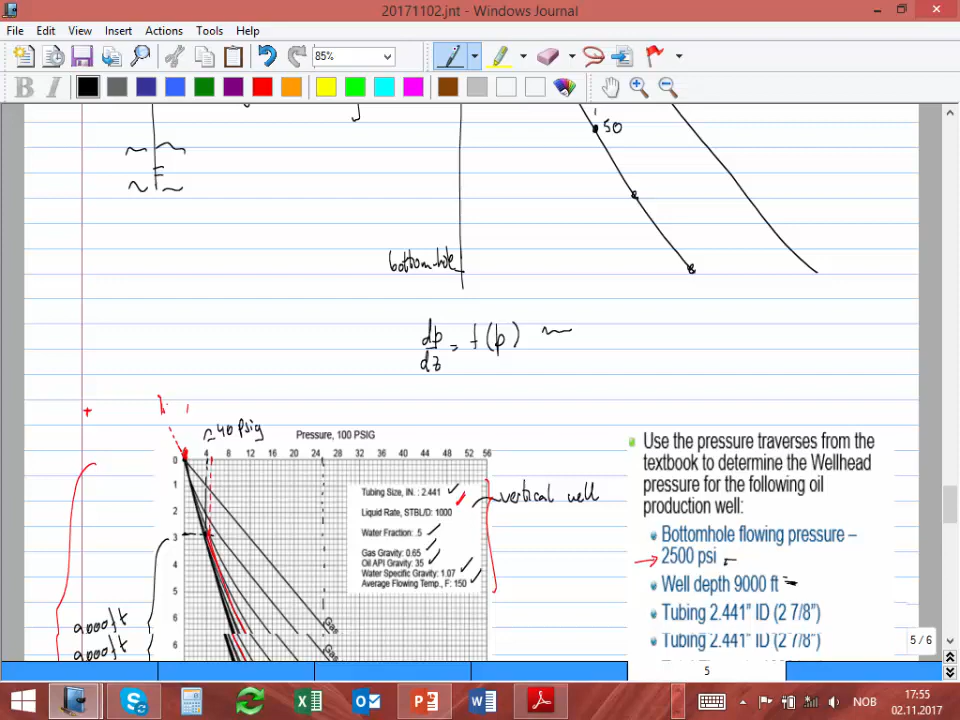 20171102.jnt - Windows Journal
File Edit View Insert Actions Tools Help
85%
B I
50
F
bottom-hole
dp/dz = f(p)
≈40 psig
Pressure, 100 PSIG
0 4 8 12 16 20 24 28 32 36 40 44 48 52 56
0
1
2
3
4
5
6
6
Tubing Size, IN. : 2.441
Liquid Rate, STBL/D: 1000
Water Fraction: .5
Gas Gravity: 0.65
Oil API Gravity: 35
Water Specific Gravity: 1.07
Average Flowing Temp., F: 150
vertical well
Gas
Gas
9000 ft
9000 ft
Use the pressure traverses from the
textbook to determine the Wellhead
pressure for the following oil
production well:
Bottomhole flowing pressure –
2500 psi
Well depth 9000 ft
Tubing 2.441" ID (2 7/8")
Tubing 2.441" ID (2 7/8")
5 / 6
5
NOB
17:55
02.11.2017